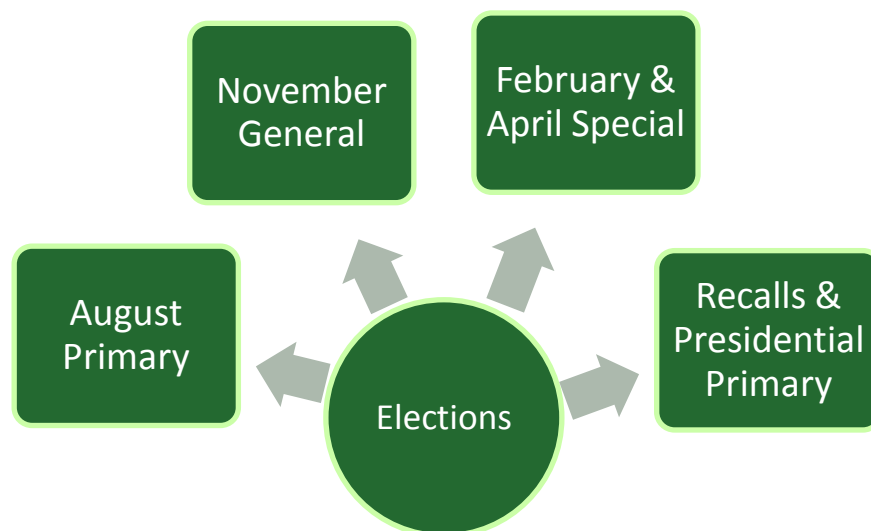 November
General
February &
April Special
August
Primary
Recalls &
Presidential
Primary
Elections